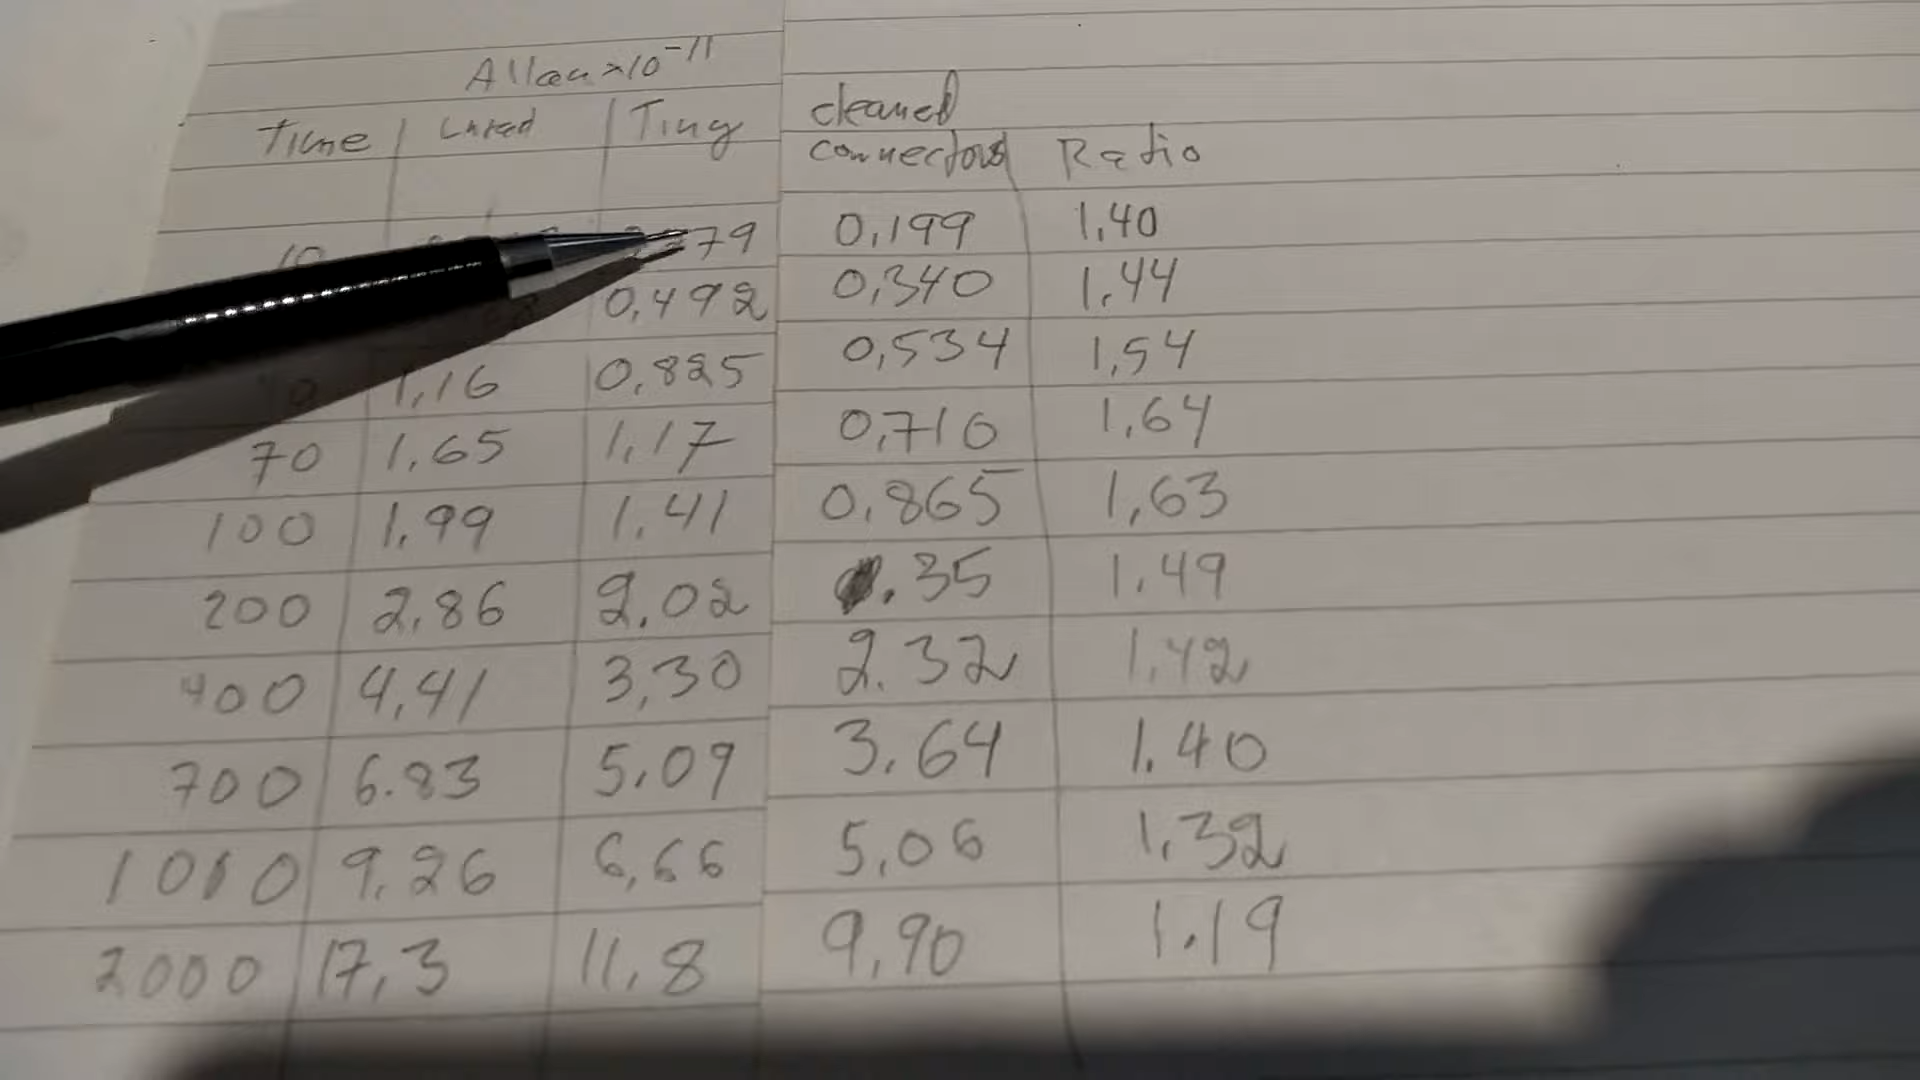 Allan x10⁻¹¹
cleaned
Time Tiny connectors Ratio
10 79 0,199 1,40
0,492 0,340 1,44
1,16 0,825 0,534 1,54
70 1,65 1,17 0,710 1,64
100 1,99 1,41 0,865 1,63
200 2,86 2,02 .35 1.49
400 4,41 3,30 2.32 1.42
700 6.83 5,09 3.64 1.40
1000 9,26 6,66 5,06 1,32
2000 17,3 11,8 9,90 1.19